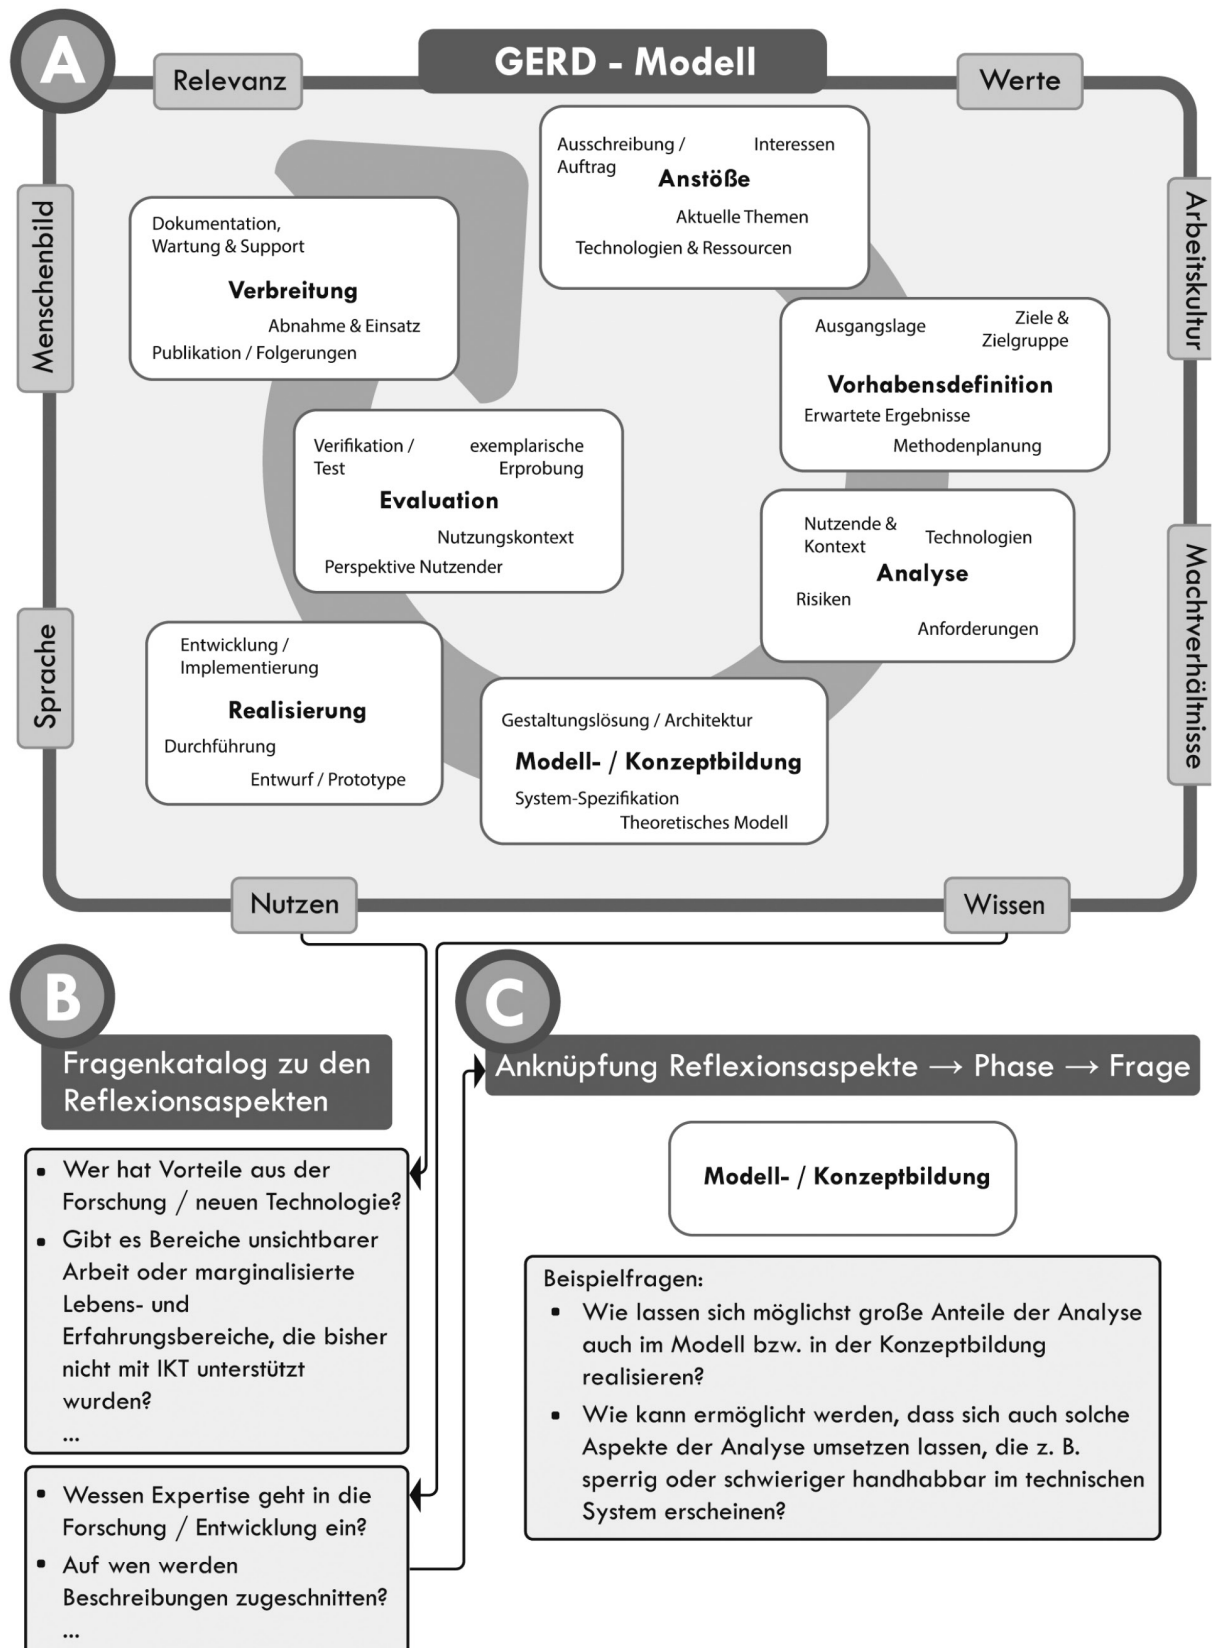 A
GERD - Modell
Relevanz
Werte
Menschenbild
Sprache
Arbeitskultur
Machtverhältnisse
Nutzen
Wissen
Ausschreibung /
Auftrag
Interessen
Anstöße
Aktuelle Themen
Technologien & Ressourcen
Ausgangslage
Ziele &
Zielgruppe
Vorhabensdefinition
Erwartete Ergebnisse
Methodenplanung
Nutzende &
Kontext
Technologien
Analyse
Risiken
Anforderungen
Gestaltungslösung / Architektur
Modell- / Konzeptbildung
System-Spezifikation
Theoretisches Modell
Entwicklung /
Implementierung
Realisierung
Durchführung
Entwurf / Prototype
Verifikation /
Test
exemplarische
Erprobung
Evaluation
Nutzungskontext
Perspektive Nutzender
Dokumentation,
Wartung & Support
Verbreitung
Abnahme & Einsatz
Publikation / Folgerungen
B
Fragenkatalog zu den
Reflexionsaspekten
▪ Wer hat Vorteile aus der
Forschung / neuen Technologie?
▪ Gibt es Bereiche unsichtbarer
Arbeit oder marginalisierte
Lebens- und
Erfahrungsbereiche, die bisher
nicht mit IKT unterstützt
wurden?
...
▪ Wessen Expertise geht in die
Forschung / Entwicklung ein?
▪ Auf wen werden
Beschreibungen zugeschnitten?
...
C
Anknüpfung Reflexionsaspekte → Phase → Frage
Modell- / Konzeptbildung
Beispielfragen:
▪ Wie lassen sich möglichst große Anteile der Analyse
auch im Modell bzw. in der Konzeptbildung
realisieren?
▪ Wie kann ermöglicht werden, dass sich auch solche
Aspekte der Analyse umsetzen lassen, die z. B.
sperrig oder schwieriger handhabbar im technischen
System erscheinen?